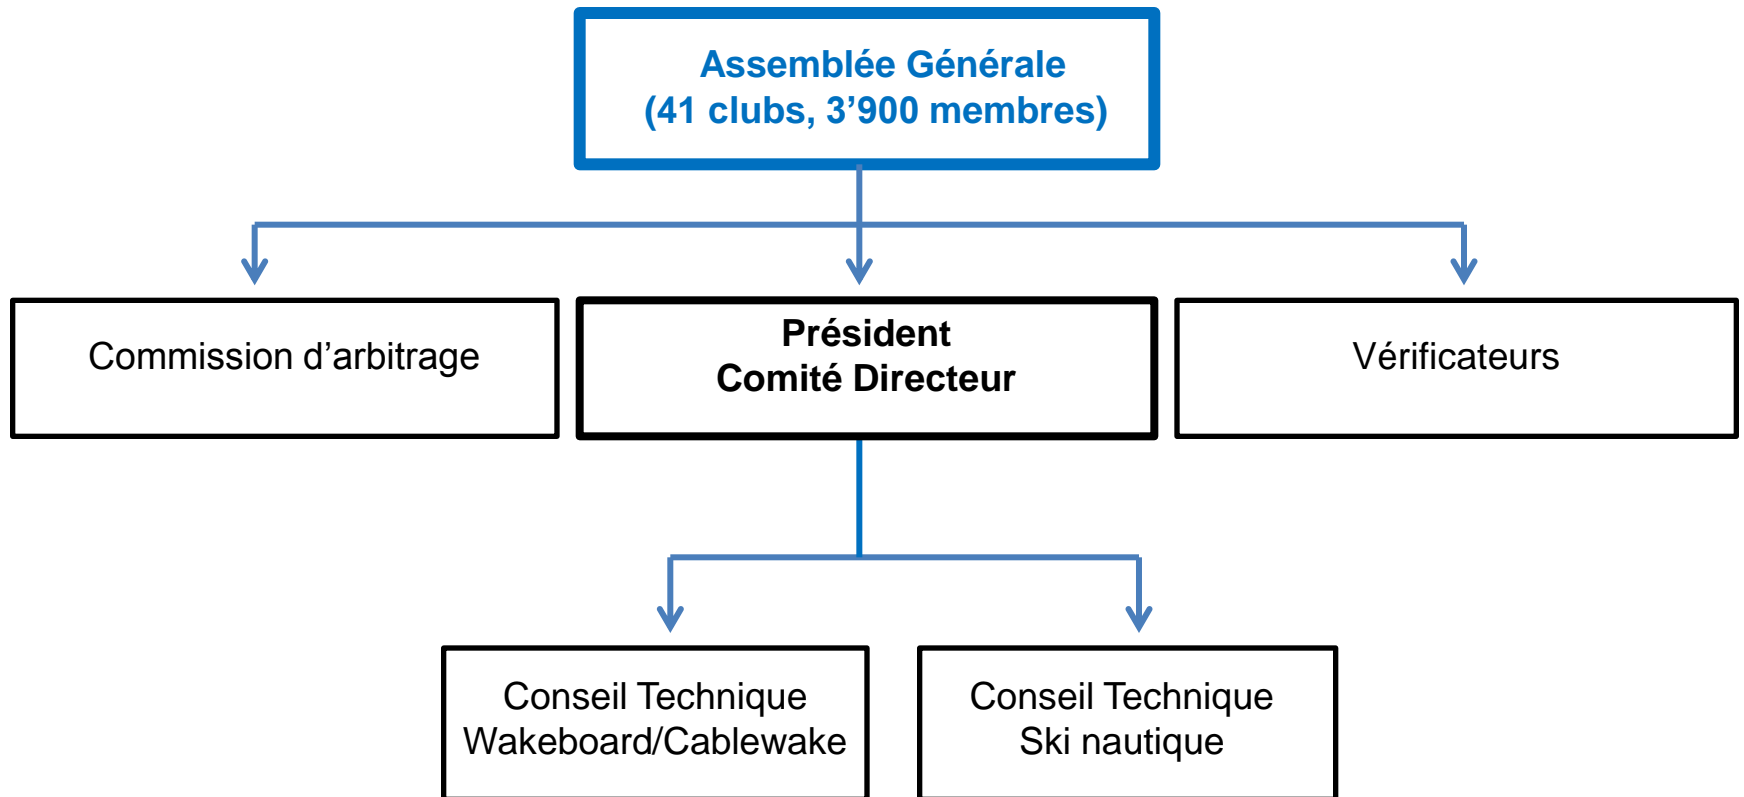 Assemblée Générale
(41 clubs, 3’900 membres)
Commission d’arbitrage
Président
Comité Directeur
Vérificateurs
Conseil Technique
Wakeboard/Cablewake
Conseil Technique
Ski nautique